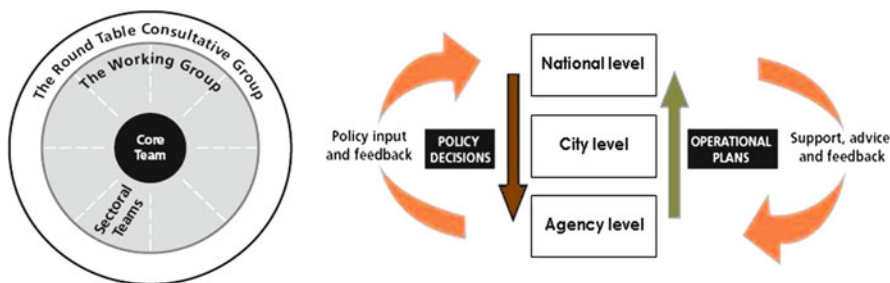 The Round Table Consultative Group
The Working Group
Core
Team
Sectoral
Teams
Policy input
and feedback
POLICY
DECISIONS
National level
City level
Agency level
OPERATIONAL
PLANS
Support, advice
and feedback